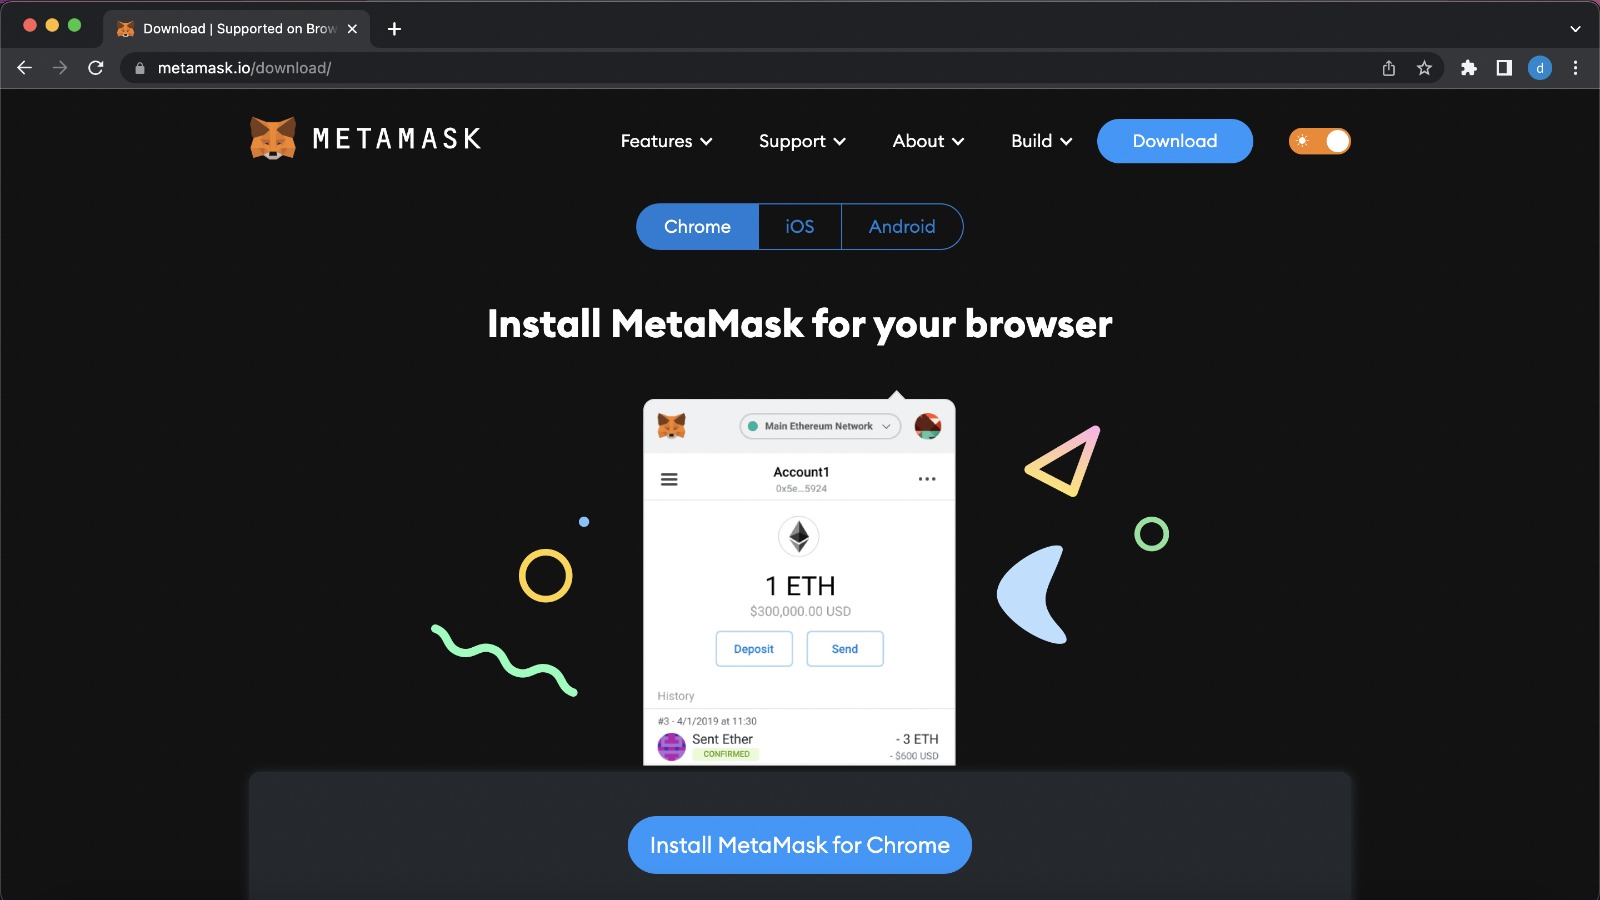 Download | Supported on Brow
metamask.io/download/
d
METAMASK
Features
Support
About
Build
Download
Chrome
iOS
Android
Install MetaMask for your browser
Main Ethereum Network
Account1
0x5e...5924
1 ETH
$300,000.00 USD
Deposit
Send
History
#3 - 4/1/2019 at 11:30
Sent Ether
- 3 ETH
CONFIRMED
- $600 USD
Install MetaMask for Chrome